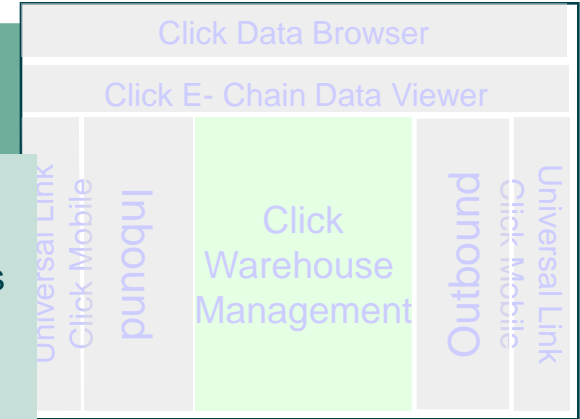 Click Data Browser
Click E- Chain Data Viewer
Universal Link
Click Mobile
Inbound
Click
Warehouse
Management
Outbound
Click Mobile
Universal Link
s